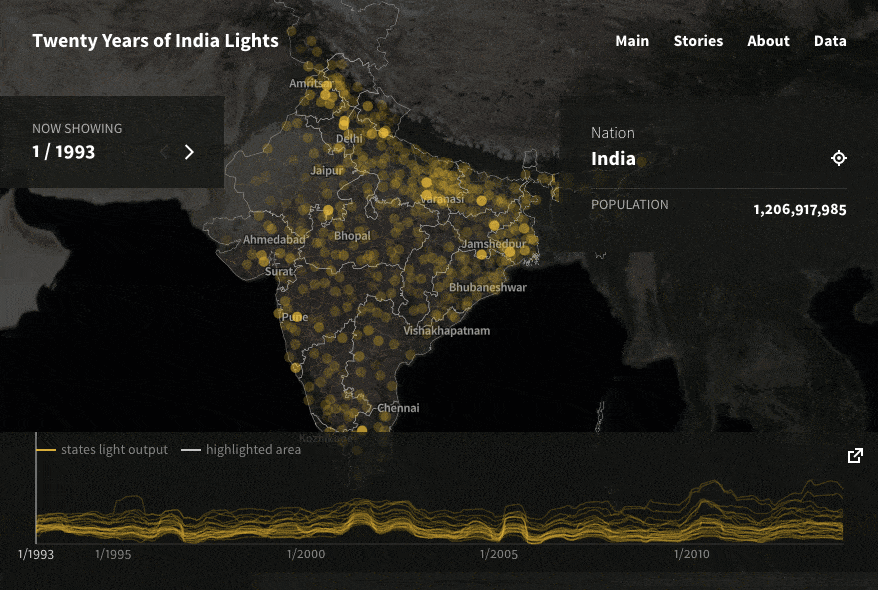 Twenty Years of India Lights
Main Stories About Data
NOW SHOWING
1 / 1993
Nation
India
POPULATION
1,206,917,985
Amritsar
Delhi
Jaipur
Varanasi
Ahmedabad
Bhopal
Jamshedpur
Surat
Bhubaneshwar
Pune
Vishakhapatnam
Chennai
Kozhikode
states light output highlighted area
1/1993 1/1995 1/2000 1/2005 1/2010